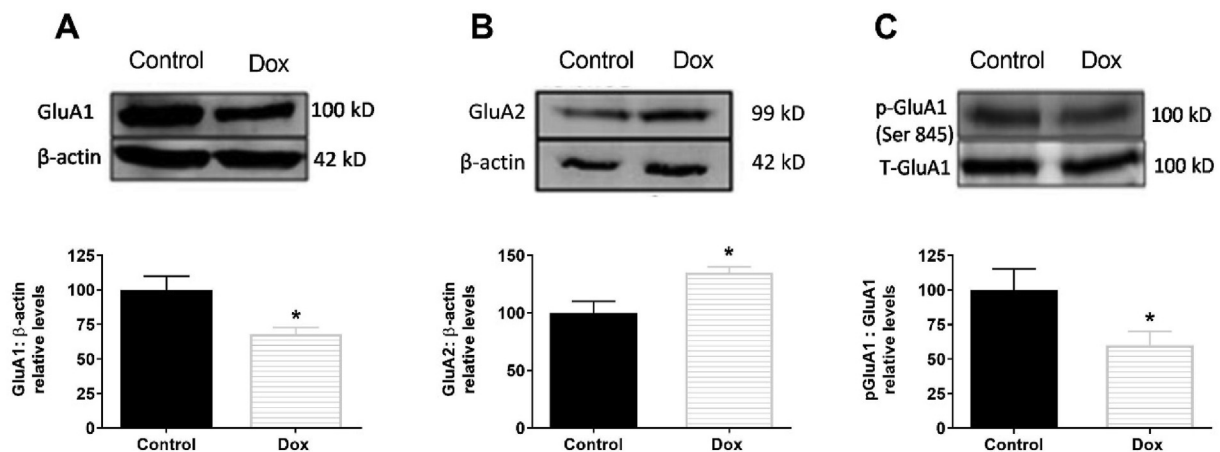 A
Control Dox
GluA1 100 kD
β-actin 42 kD
125
100
75
50
25
0
GluA1: β-actin
relative levels
*
Control Dox
B
Control Dox
GluA2 99 kD
β-actin 42 kD
150
100
50
0
GluA2: β-actin
relative levels
*
Control Dox
C
Control Dox
p-GluA1 100 kD
(Ser 845)
T-GluA1 100 kD
125
100
75
50
25
0
pGluA1 : GluA1
relative levels
*
Control Dox